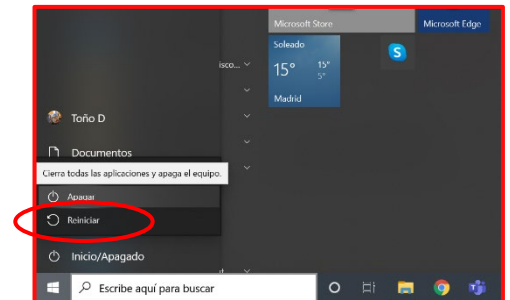 Microsoft Store
Microsoft Edge
Soleado
isco...
15°
15°
5°
Madrid
Toño D
Documentos
Cierra todas las aplicaciones y apaga el equipo.
Apagar
Reiniciar
Inicio/Apagado
Escribe aquí para buscar